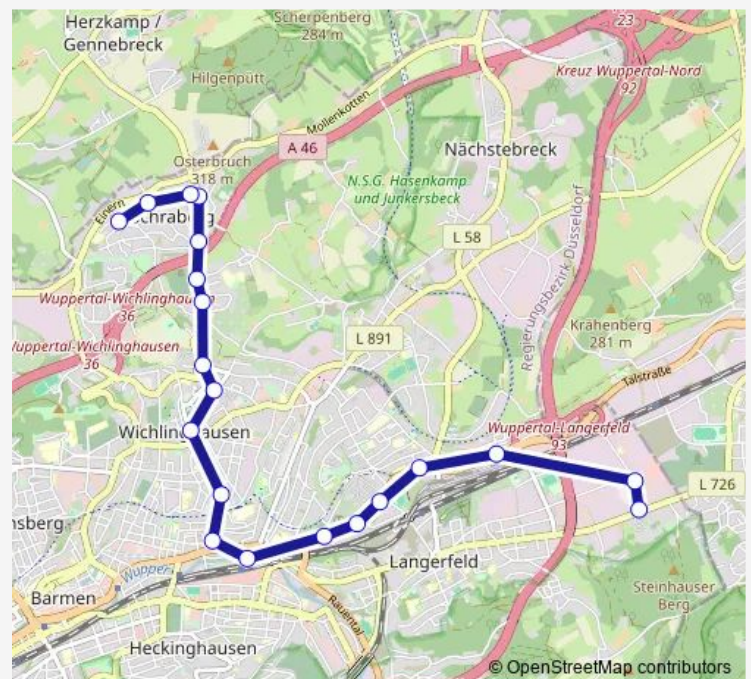 Herzkamp /
Gennebreck
Scherpenberg
284 m
23
Kreuz Wuppertal-Nord
92
Hilgenpütt
Mollenkotten
A 46
Nächstebreck
Osterbruch
318 m
N.S.G. Hasenkamp
und Junkersbeck
Einern
chraberg
L 58
Regierungsbezirk Düsseldorf
Wuppertal-Wichlinghau n
36
Krähenberg
281 m
Wuppertal-Wichlinghausen
36
L 891
Talstraße
Wichlinghausen
Wuppertal-Langerfeld
93
L 726
nsberg
Wupper
Langerfeld
Steinhauser
Berg
Barmen
Rauental
Heckinghausen
© OpenStreetMap contributors